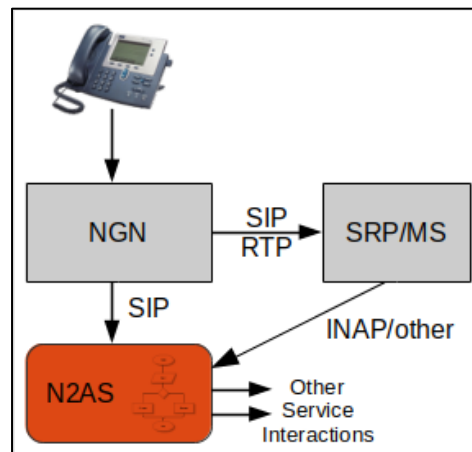 NGN
SIP
RTP
SRP/MS
SIP
INAP/other
N2AS
Other
Service
Interactions